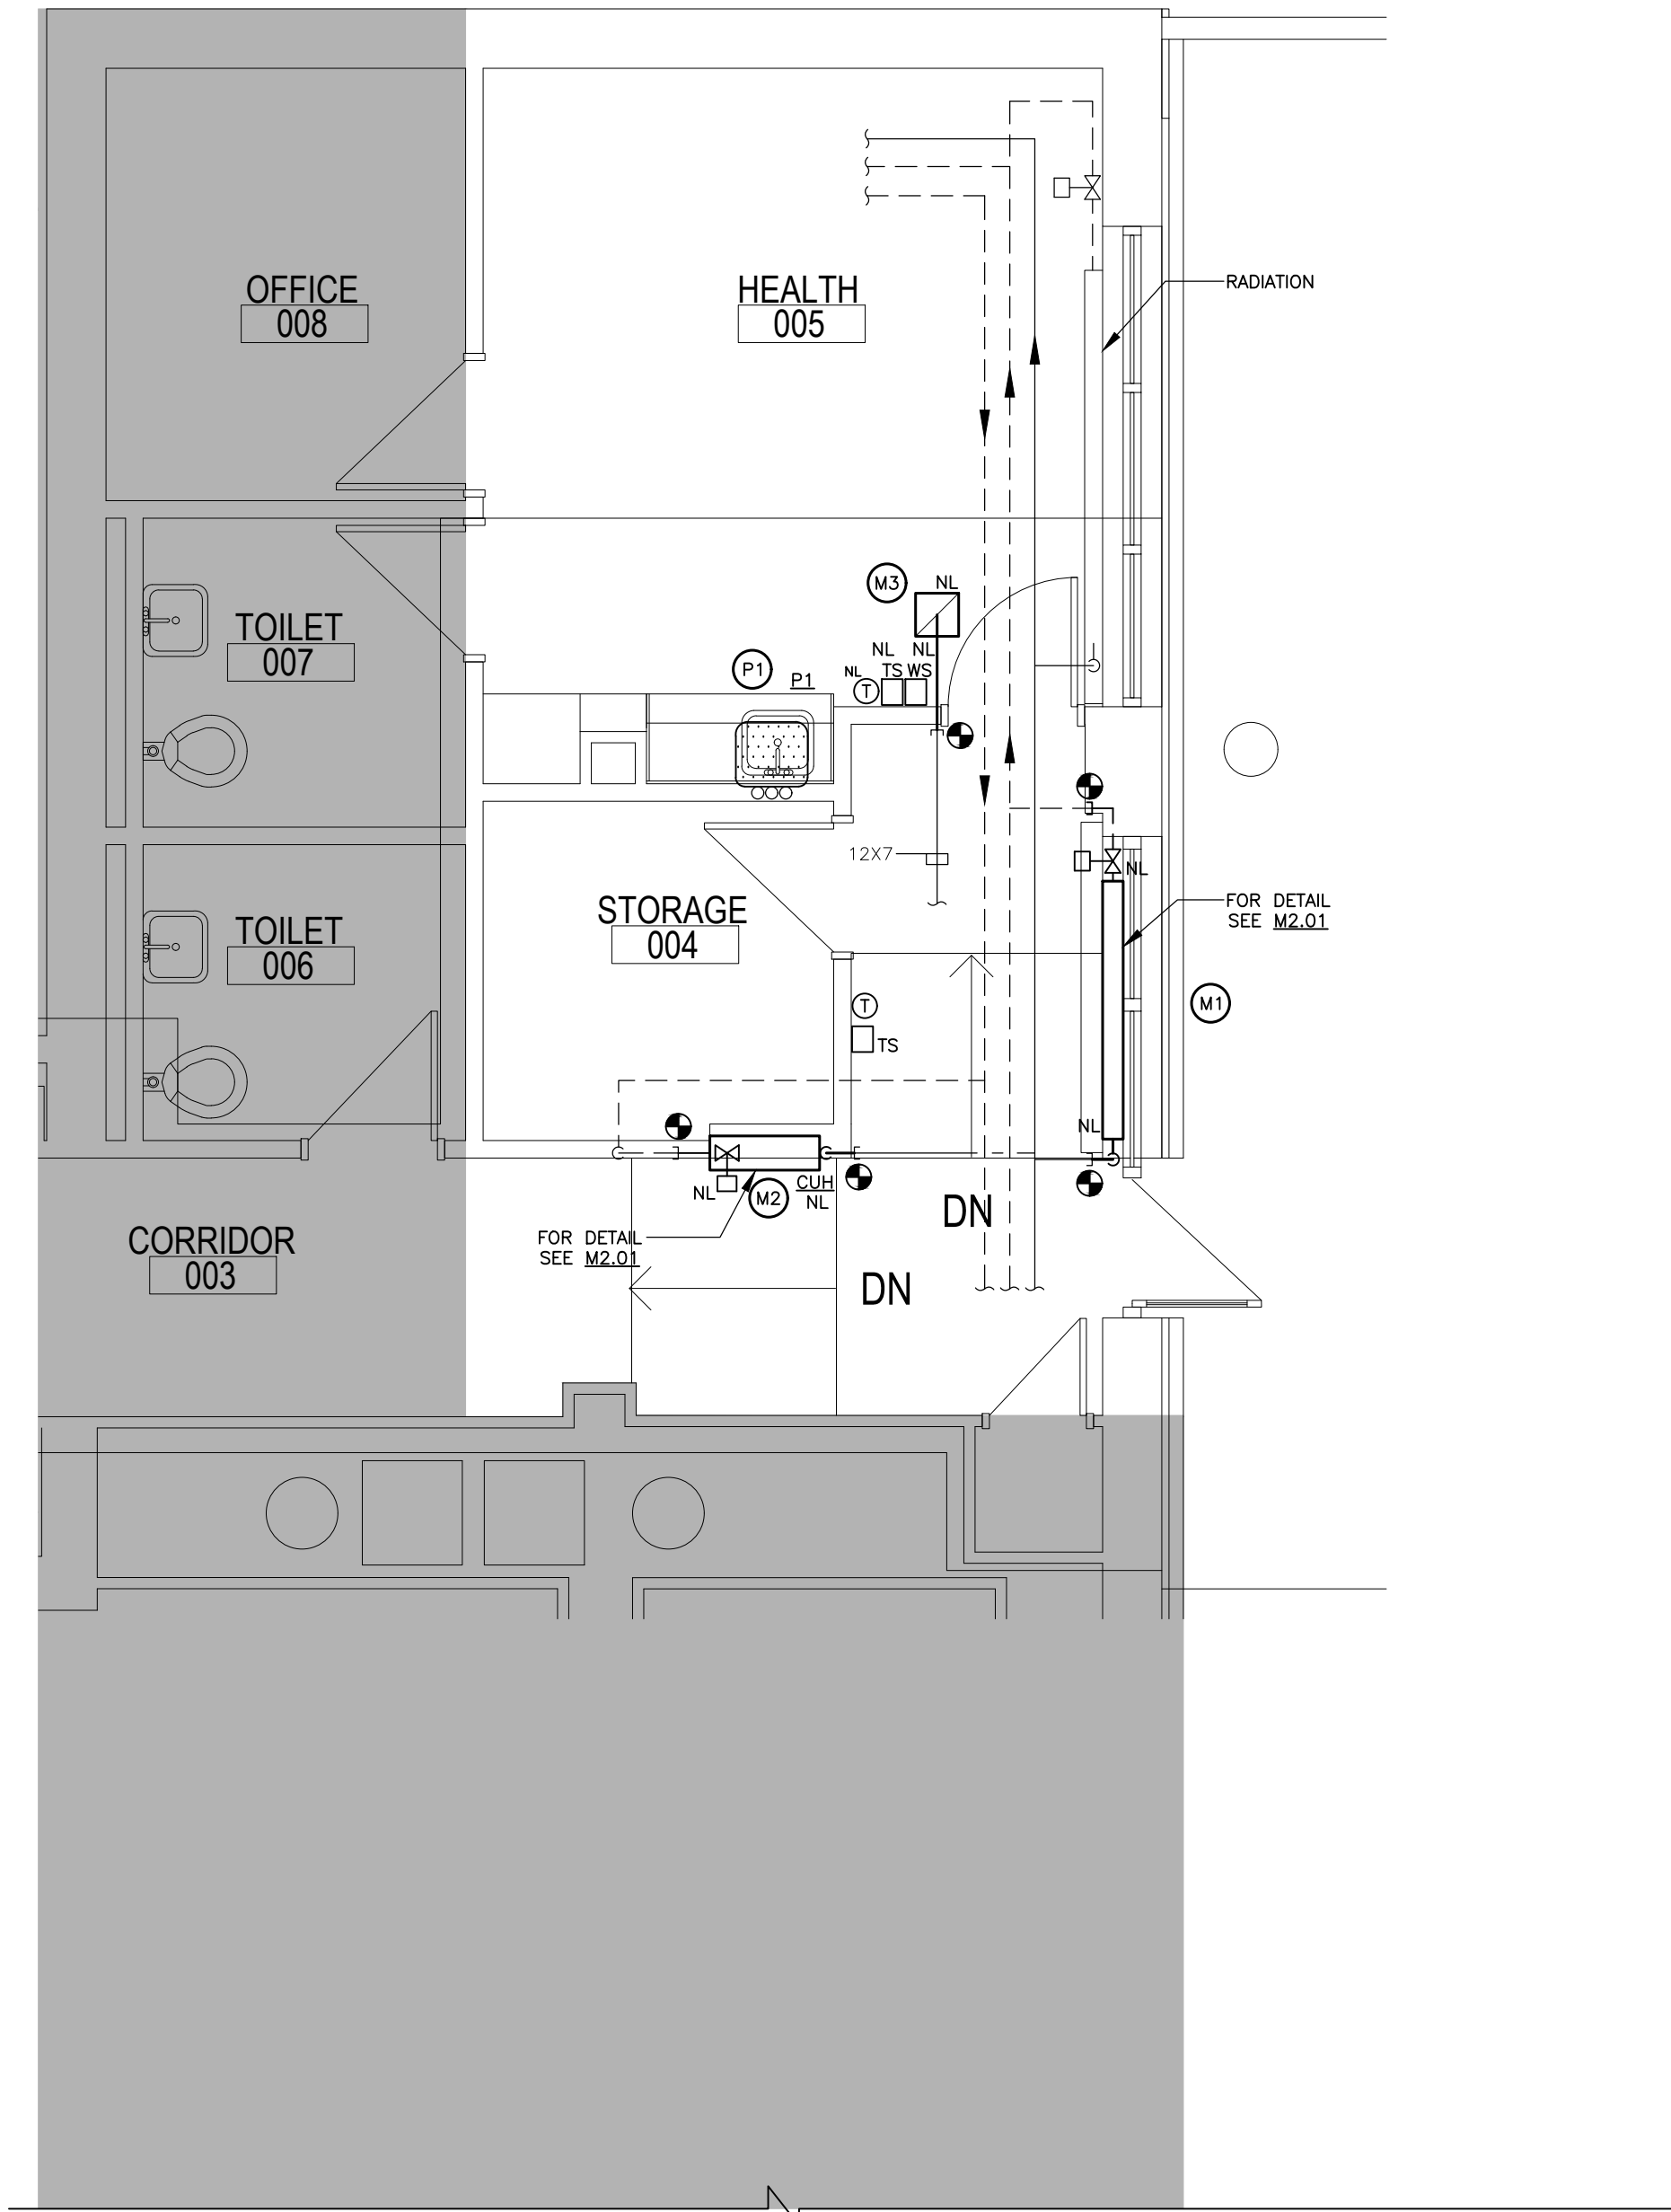 OFFICE
008
HEALTH
005
RADIATION
M3
NL
TOILET
007
P1
P1
NL
NL
NL
TS
WS
T
12X7
NL
STORAGE
004
FOR DETAIL
SEE M2.01
TOILET
006
M1
T
TS
NL
NL
M2
CUH
NL
DN
FOR DETAIL
SEE M2.01
CORRIDOR
003
DN